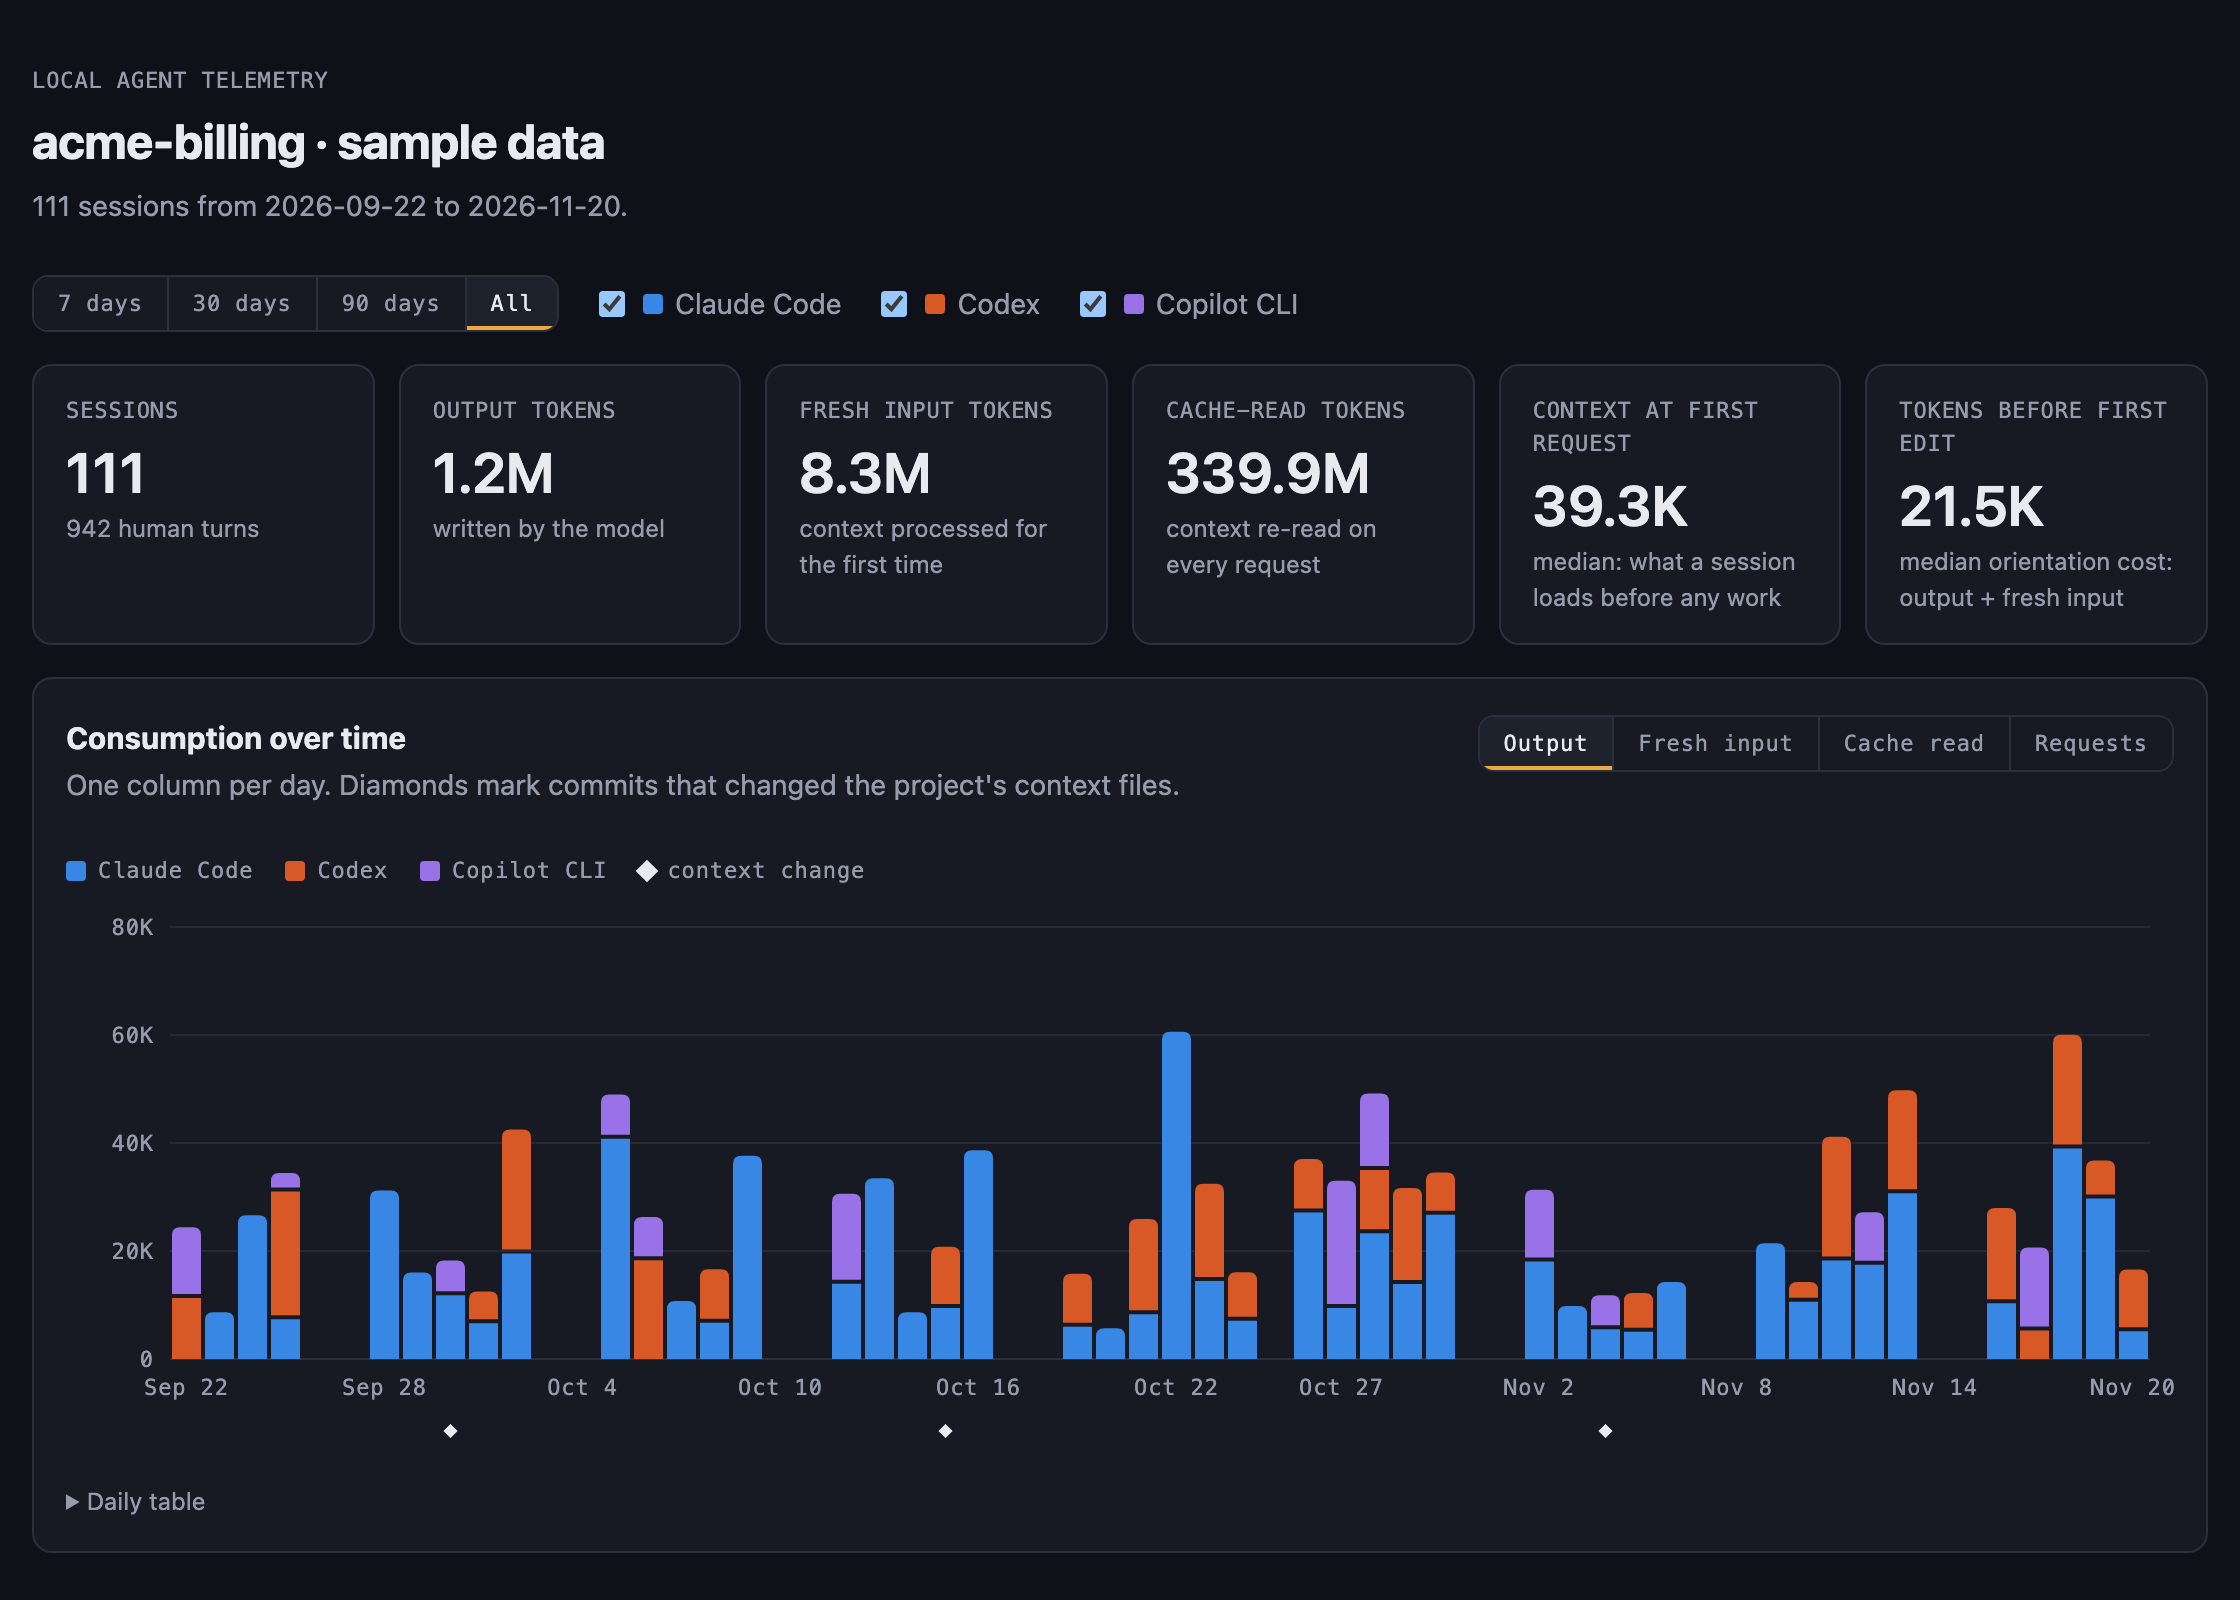 LOCAL AGENT TELEMETRY
acme-billing · sample data
111 sessions from 2026-09-22 to 2026-11-20.
7 days
30 days
90 days
All
Claude Code
Codex
Copilot CLI
SESSIONS
111
942 human turns
OUTPUT TOKENS
1.2M
written by the model
FRESH INPUT TOKENS
8.3M
context processed for
the first time
CACHE-READ TOKENS
339.9M
context re-read on
every request
CONTEXT AT FIRST
REQUEST
39.3K
median: what a session
loads before any work
TOKENS BEFORE FIRST
EDIT
21.5K
median orientation cost:
output + fresh input
Consumption over time
One column per day. Diamonds mark commits that changed the project's context files.
Output
Fresh input
Cache read
Requests
Claude Code
Codex
Copilot CLI
context change
80K
60K
40K
20K
0
Sep 22
Sep 28
Oct 4
Oct 10
Oct 16
Oct 22
Oct 27
Nov 2
Nov 8
Nov 14
Nov 20
Daily table